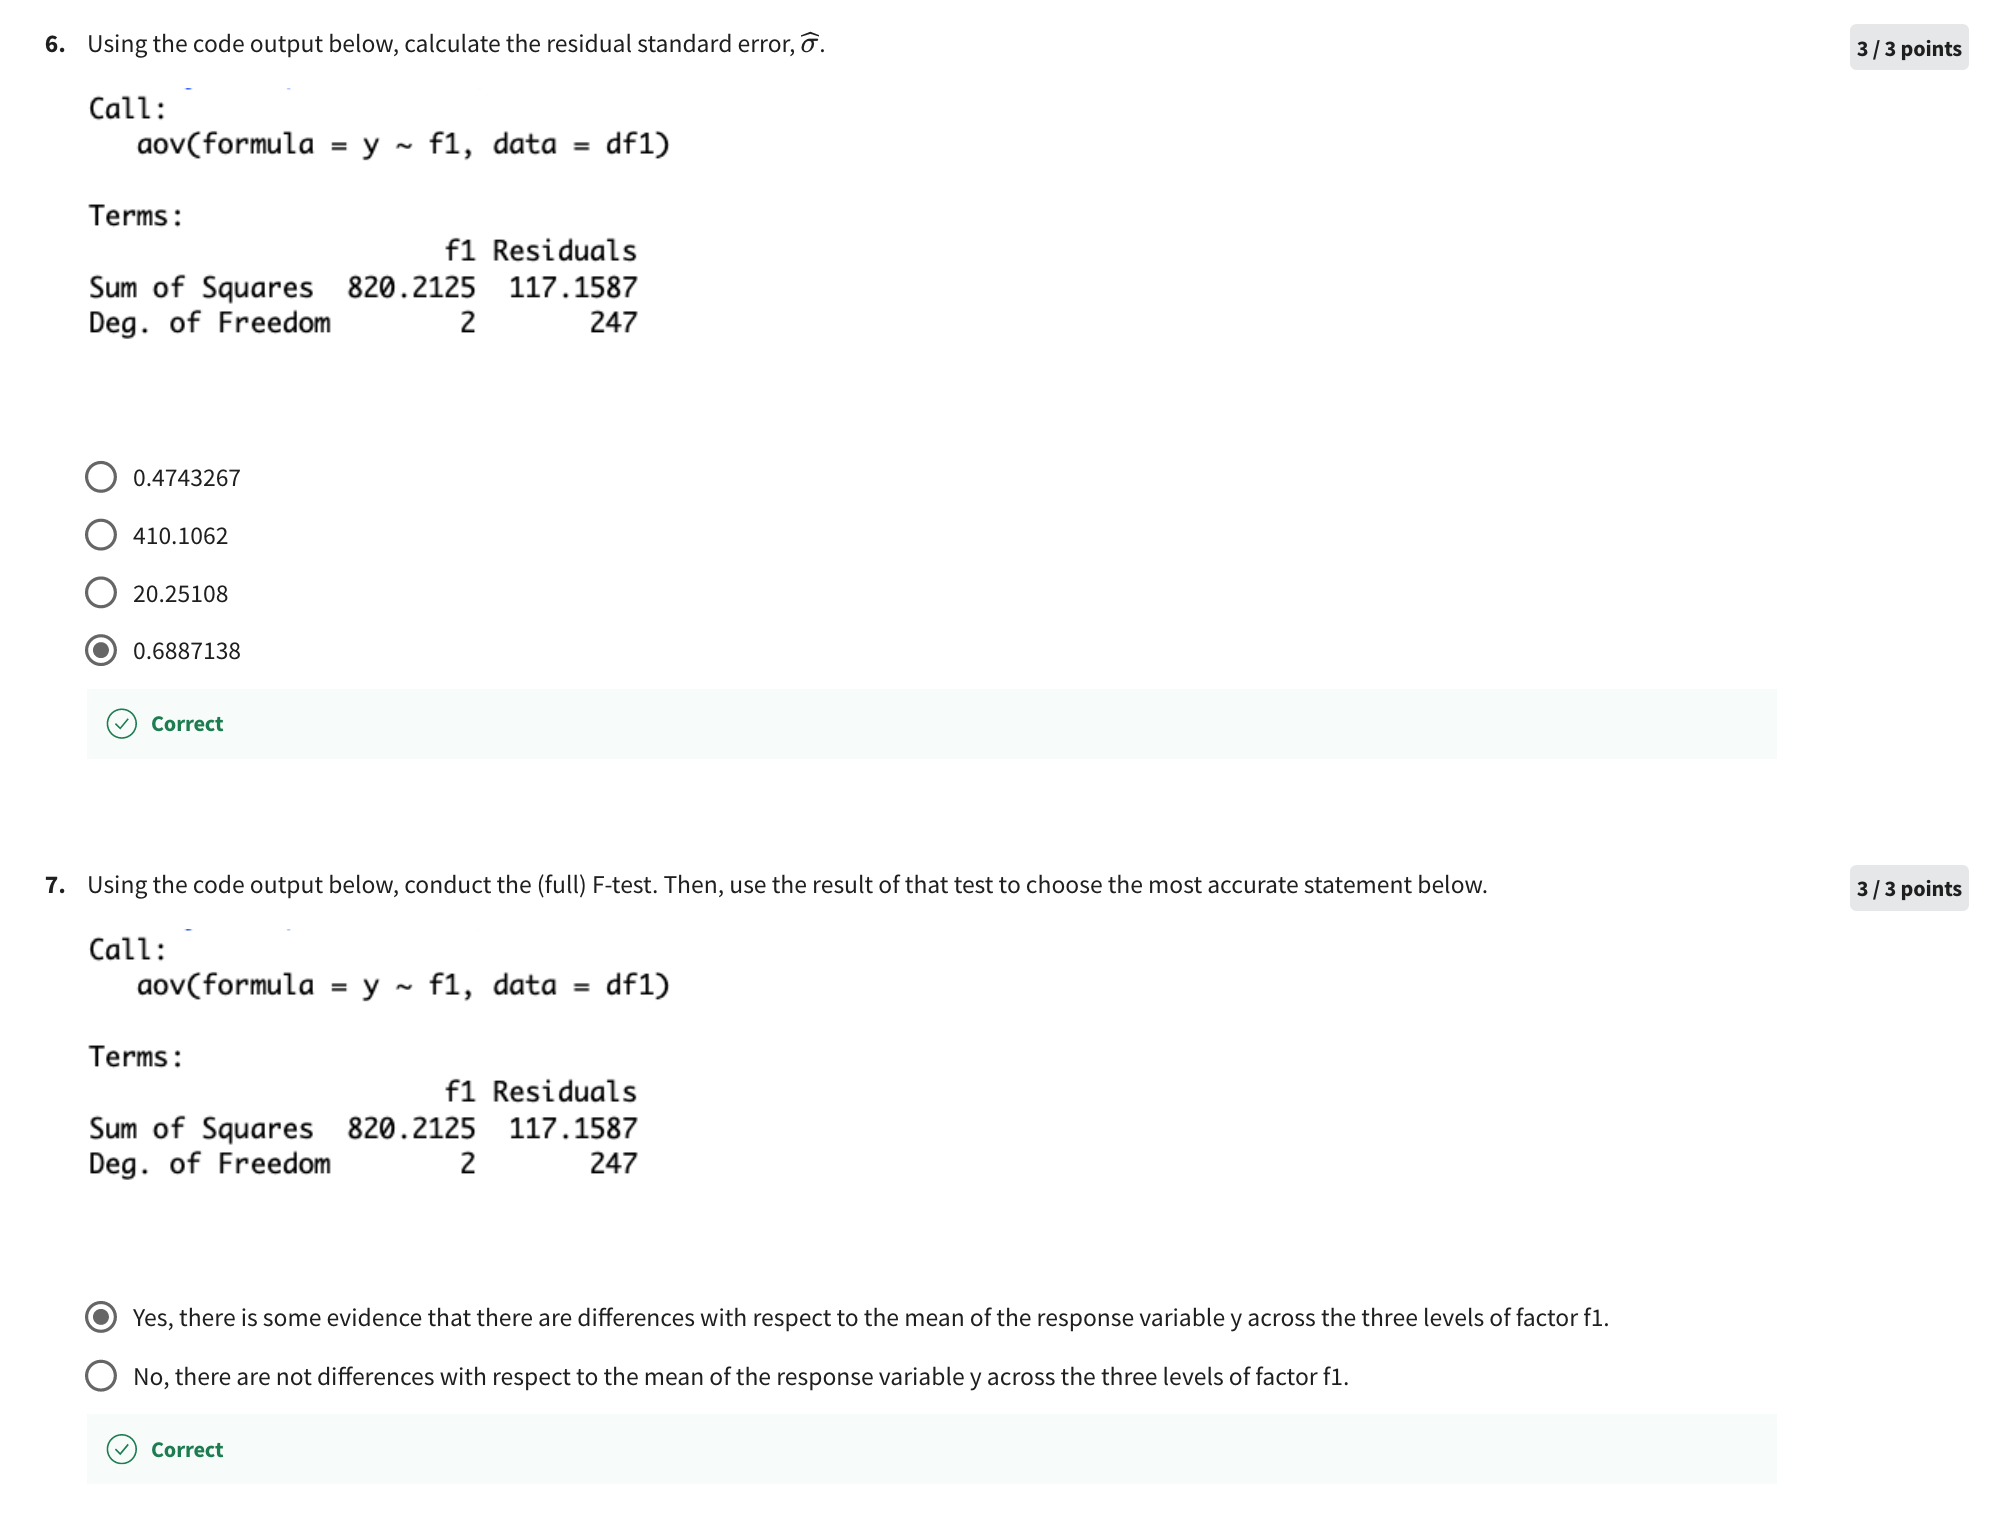 6. Using the code output below, calculate the residual standard error, σ̂.
3 / 3 points
Call:
aov(formula = y ~ f1, data = df1)
Terms:
f1 Residuals
Sum of Squares 820.2125 117.1587
Deg. of Freedom 2 247
0.4743267
410.1062
20.25108
0.6887138
Correct
7. Using the code output below, conduct the (full) F-test. Then, use the result of that test to choose the most accurate statement below.
3 / 3 points
Call:
aov(formula = y ~ f1, data = df1)
Terms:
f1 Residuals
Sum of Squares 820.2125 117.1587
Deg. of Freedom 2 247
Yes, there is some evidence that there are differences with respect to the mean of the response variable y across the three levels of factor f1.
No, there are not differences with respect to the mean of the response variable y across the three levels of factor f1.
Correct